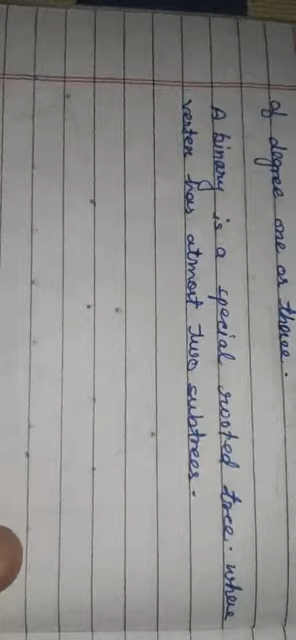 of degree one or three.
A binary is a special rooted tree. where
vertex has atmost two subtrees.